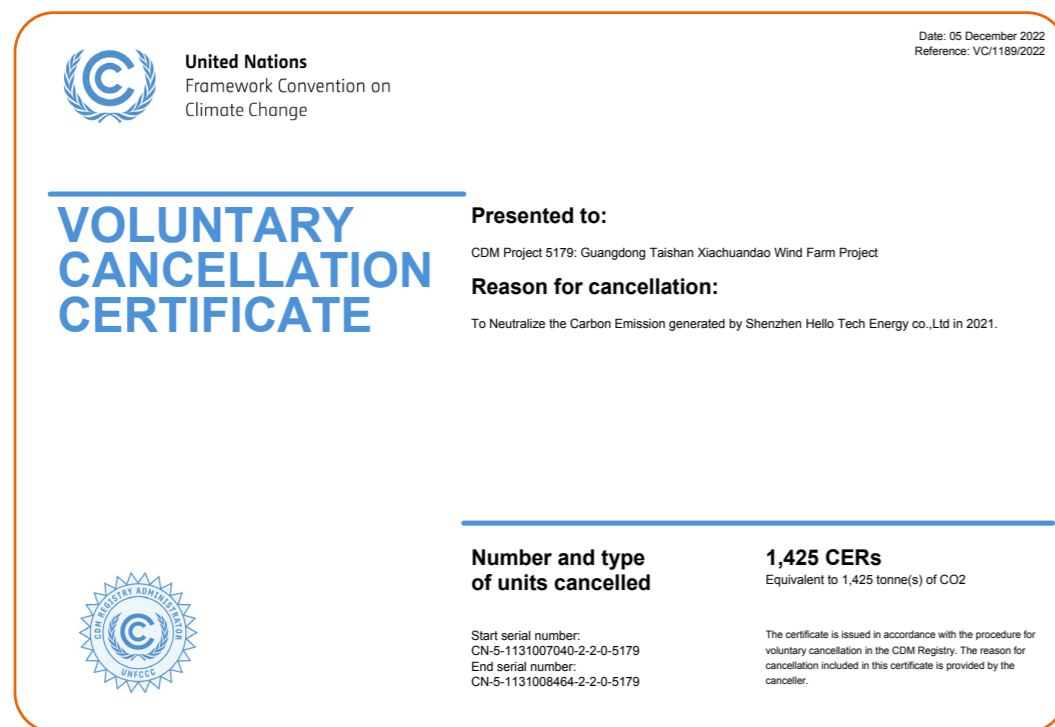 Date: 05 December 2022
Reference: VC/1189/2022
United Nations
Framework Convention on
Climate Change
VOLUNTARY
CANCELLATION
CERTIFICATE
Presented to:
CDM Project 5179: Guangdong Taishan Xiachuandao Wind Farm Project
Reason for cancellation:
To Neutralize the Carbon Emission generated by Shenzhen Hello Tech Energy co.,Ltd in 2021.
Number and type
of units cancelled
1,425 CERs
Equivalent to 1,425 tonne(s) of CO2
Start serial number:
CN-5-1131007040-2-2-0-5179
End serial number:
CN-5-1131008464-2-2-0-5179
The certificate is issued in accordance with the procedure for
voluntary cancellation in the CDM Registry. The reason for
cancellation included in this certificate is provided by the
canceller.
CDM REGISTRY ADMINISTRATOR
UNFCCC